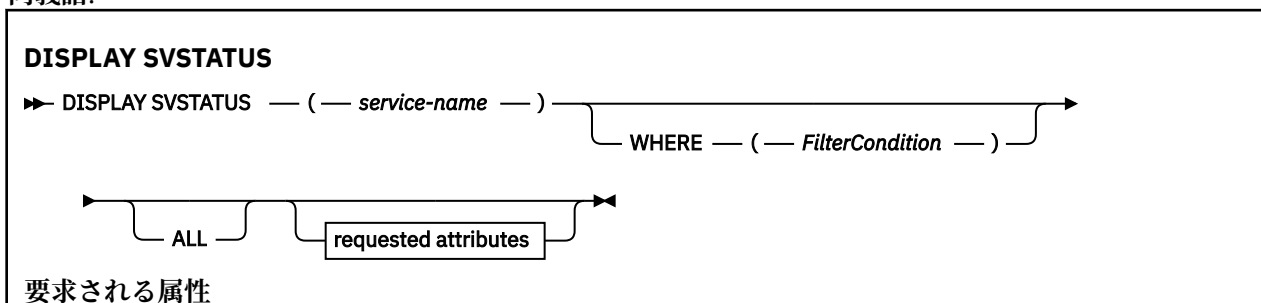 DISPLAY SVSTATUS
DISPLAY SVSTATUS ( service-name )
WHERE ( FilterCondition )
ALL requested attributes
要求される属性